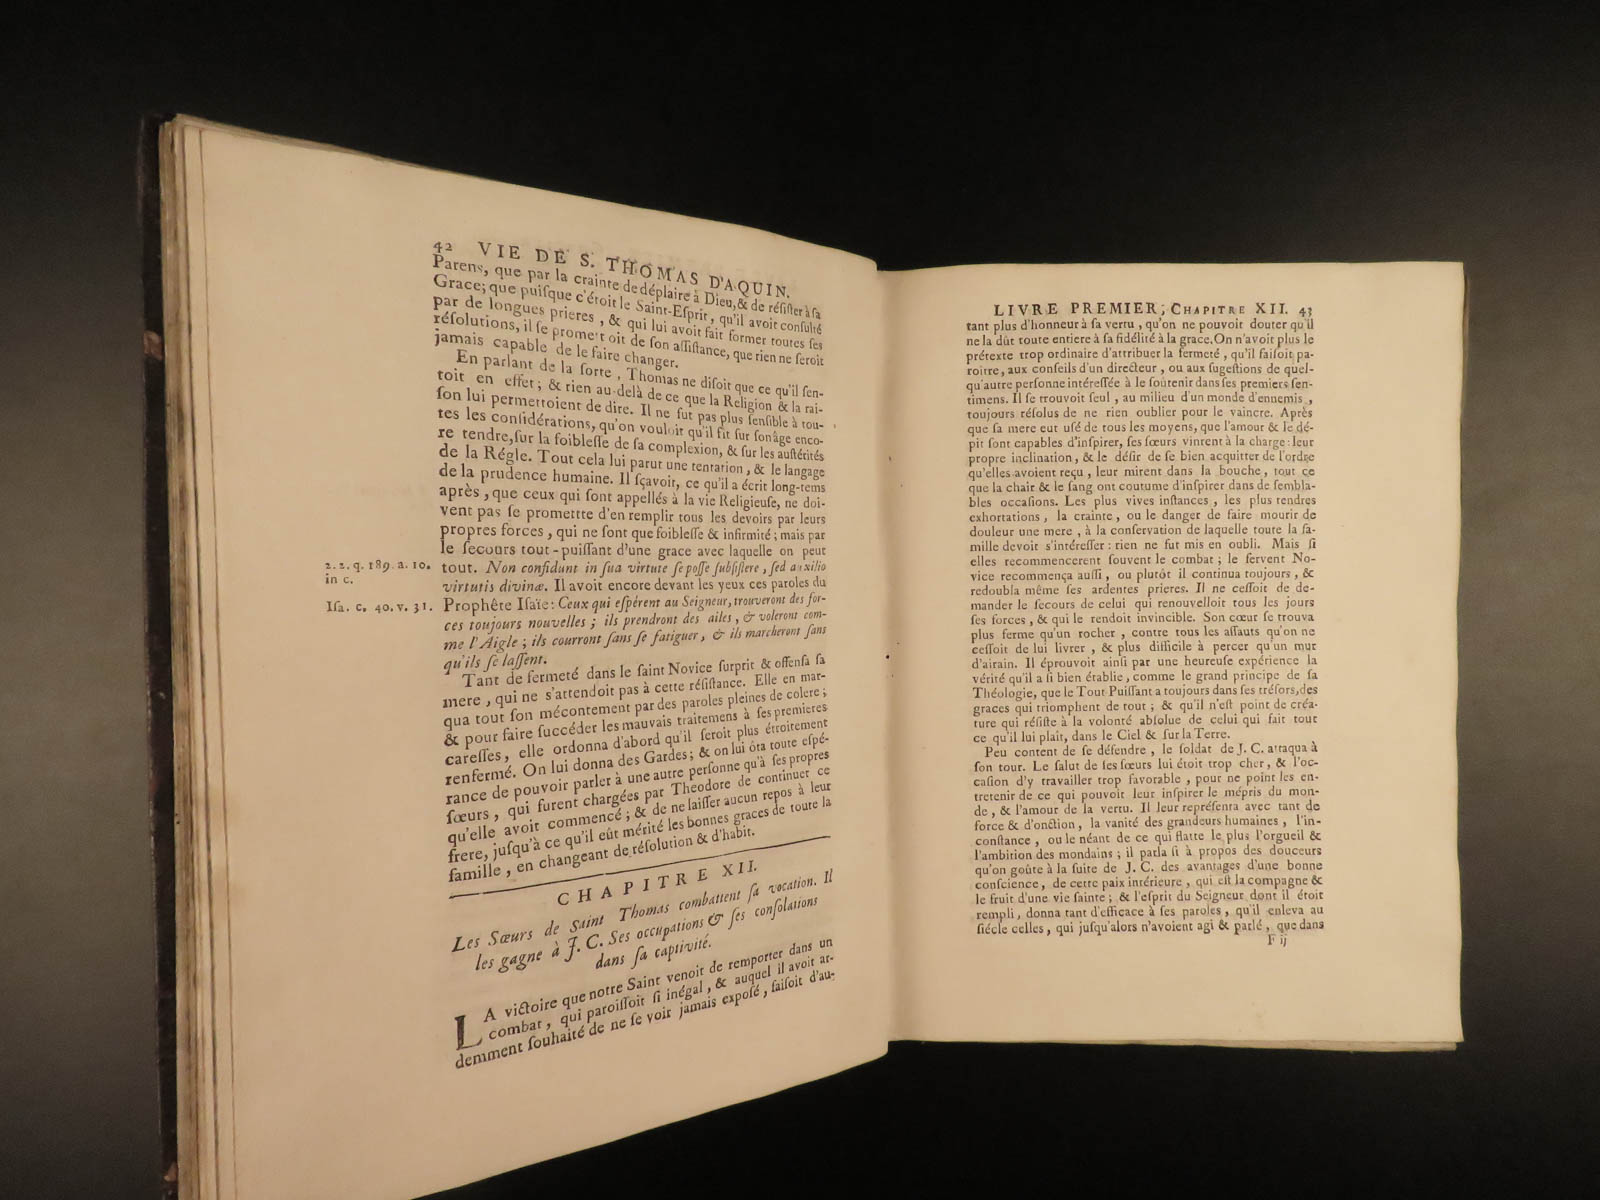 42 VIE DE S. THOMAS D'AQUIN.
Parens, que par la crainte de déplaire à Dieu, & de réſiſter à ſa
Grace; que puiſque c'étoit le Saint-Eſprit, qu'il avoit conſulté
par de longues prieres, & qui lui avoit fait former toutes ſes
réſolutions, il ſe promettoit de ſon aſſiſtance, que rien ne ſeroit
jamais capable de le faire changer.
En parlant de la ſorte, Thomas ne diſoit que ce qu'il ſen-
toit en effet; & rien au-delà de ce que la Religion & la rai-
ſon lui permettoient de dire. Il ne fut pas plus ſenſible à tou-
tes les conſidérations, qu'on vouloit qu'il fit ſur ſon âge enco-
re tendre, ſur la foibleſſe de ſa complexion, & ſur les auſtérités
de la Régle. Tout cela lui parut une tentation, & le langage
de la prudence humaine. Il ſçavoit, ce qu'il a écrit long-tems
après, que ceux qui ſont appellés à la vie Religieuſe, ne doi-
vent pas ſe promettte d'en remplir tous les devoirs par leurs
propres forces, qui ne ſont que foibleſſe & infirmité; mais par
le ſecours tout-puiſſant d'une grace avec laquelle on peut
2. 2. q. 189. a. 10.
in c.
tout. Non confidunt in ſua virtute ſe poſſe ſubſiſtere, ſed auxilio
virtutis divinæ. Il avoit encore devant les yeux ces paroles du
Iſa. c. 40. v. 31.
Prophête Iſaïe: Ceux qui eſpérent au Seigneur, trouveront des for-
ces toujours nouvelles; ils prendront des ailes, & voleront com-
me l'Aigle; ils courront ſans ſe fatiguer, & ils marcheront ſans
qu'ils ſe laſſent.
Tant de fermeté dans le ſaint Novice ſurprit & offenſa ſa
mere, qui ne s'attendoit pas à cette réſiſtance. Elle en mar-
qua tout ſon mécontement par des paroles pleines de colere;
& pour faire ſuccéder les mauvais traitemens à ſes premieres
careſſes, elle ordonna d'abord qu'il ſeroit plus étroitement
renfermé. On lui donna des Gardes; & on lui ôta toute eſpé-
rance de pouvoir parler à une autre perſonne qu'à ſes propres
ſœurs, qui furent chargées par Theodore de continuer ce
qu'elle avoit commencé; & de ne laiſſer aucun repos à leur
frere, juſqu'à ce qu'il eût mérité les bonnes graces de toute la
famille, en changeant de réſolution & d'habit.
CHAPITRE XII.
Les Sœurs de Saint Thomas combattent ſa vocation. Il
les gagne à J. C. Ses occupations & ſes conſolations
dans ſa captivité.
LA victoire que notre Saint venoit de remporter dans un
combat, qui paroiſſoit ſi inégal, & auquel il avoit ar-
demment ſouhaité de ne ſe voir jamais expoſé, faiſoit d'au-
LIVRE PREMIER, CHAPITRE XII. 43
tant plus d'honneur à ſa vertu, qu'on ne pouvoit douter qu'il
ne la dût toute entiere à ſa fidélité à la grace. On n'avoit plus le
prétexte trop ordinaire d'attribuer la fermeté, qu'il faiſoit pa-
roitre, aux conſeils d'un directeur, ou aux ſugeſtions de quel-
qu'autre perſonne intéreſſée à le ſoûtenir dans ſes premiers ſen-
timens. Il ſe trouvoit ſeul, au milieu d'un monde d'ennemis,
toujours réſolus de ne rien oublier pour le vaincre. Après
que ſa mere eut uſé de tous les moyens, que l'amour & le dé-
pit ſont capables d'inſpirer, ſes ſœurs vinrent à la charge: leur
propre inclination, & le déſir de ſe bien acquitter de l'ordre
qu'elles avoient reçu, leur mirent dans la bouche, tout ce
que la chair & le ſang ont coutume d'inſpirer dans de ſembla-
bles occaſions. Les plus vives inſtances, les plus tendres
exhortations, la crainte, ou le danger de faire mourir de
douleur une mere, à la conſervation de laquelle toute la fa-
mille devoit s'intéreſſer: rien ne fut mis en oubli. Mais ſi
elles recommencerent ſouvent le combat; le fervent No-
vice recommença auſſi, ou plutôt il continua toujours, &
redoubla même ſes ardentes prieres. Il ne ceſſoit de de-
mander le ſecours de celui qui renouvelloit tous les jours
ſes forces, & qui le rendoit invincible. Son cœur ſe trouva
plus ferme qu'un rocher, contre tous les aſſauts qu'on ne
ceſſoit de lui livrer, & plus difficile à percer qu'un mur
d'airain. Il éprouvoit ainſi par une heureuſe expérience la
vérité qu'il a ſi bien établie, comme le grand principe de ſa
Théologie, que le Tout Puiſſant a toujours dans ſes tréſors, des
graces qui triomphent de tout; & qu'il n'eſt point de créa-
ture qui réſiſte à la volonté abſolue de celui qui fait tout
ce qu'il lui plaît, dans le Ciel & ſur la Terre.
Peu content de ſe défendre, le ſoldat de J. C. attaqua à
ſon tour. Le ſalut de ſes ſœurs lui étoit trop cher, & l'oc-
caſion d'y travailler trop favorable, pour ne point les en-
tretenir de ce qui pouvoit leur inſpirer le mépris du mon-
de, & l'amour de la vertu. Il leur repréſenta avec tant de
force & d'onction, la vanité des grandeurs humaines, l'in-
conſtance, ou le néant de ce qui flatte le plus l'orgueil &
l'ambition des mondains; il parla ſi à propos des douceurs
qu'on goûte à la ſuite de J. C. des avantages d'une bonne
conſcience, de cette paix intérieure, qui eſt la compagne &
le fruit d'une vie ſainte; & l'eſprit du Seigneur dont il étoit
rempli, donna tant d'efficace à ſes paroles, qu'il enleva au
ſiécle celles, qui juſqu'alors n'avoient agi & parlé, que dans
F ij